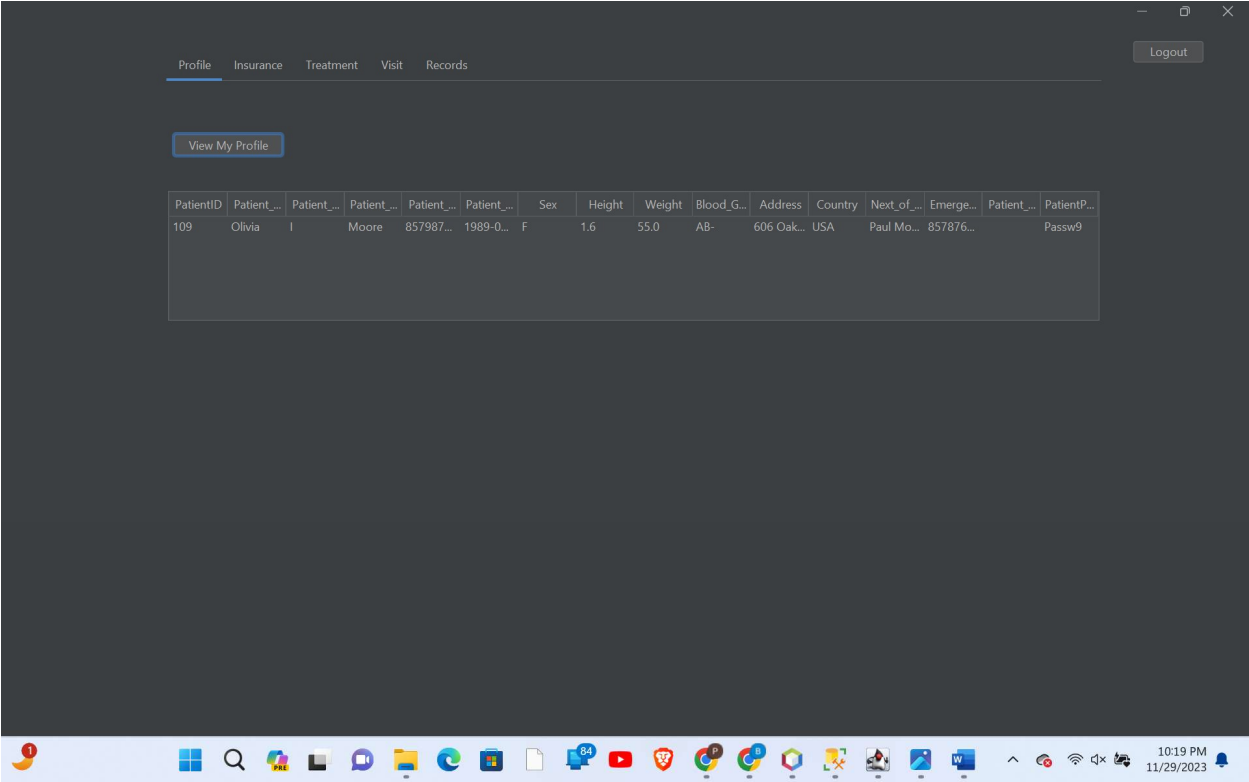 Logout
Profile Insurance Treatment Visit Records
View My Profile
PatientID Patient_... Patient_... Patient_... Patient_... Patient_... Sex Height Weight Blood_G... Address Country Next_of_... Emerge... Patient_... PatientP...
109 Olivia I Moore 857987... 1989-0... F 1.6 55.0 AB- 606 Oak... USA Paul Mo... 857876... Passw9
1 PRE 84 P B W 10:19 PM
11/29/2023